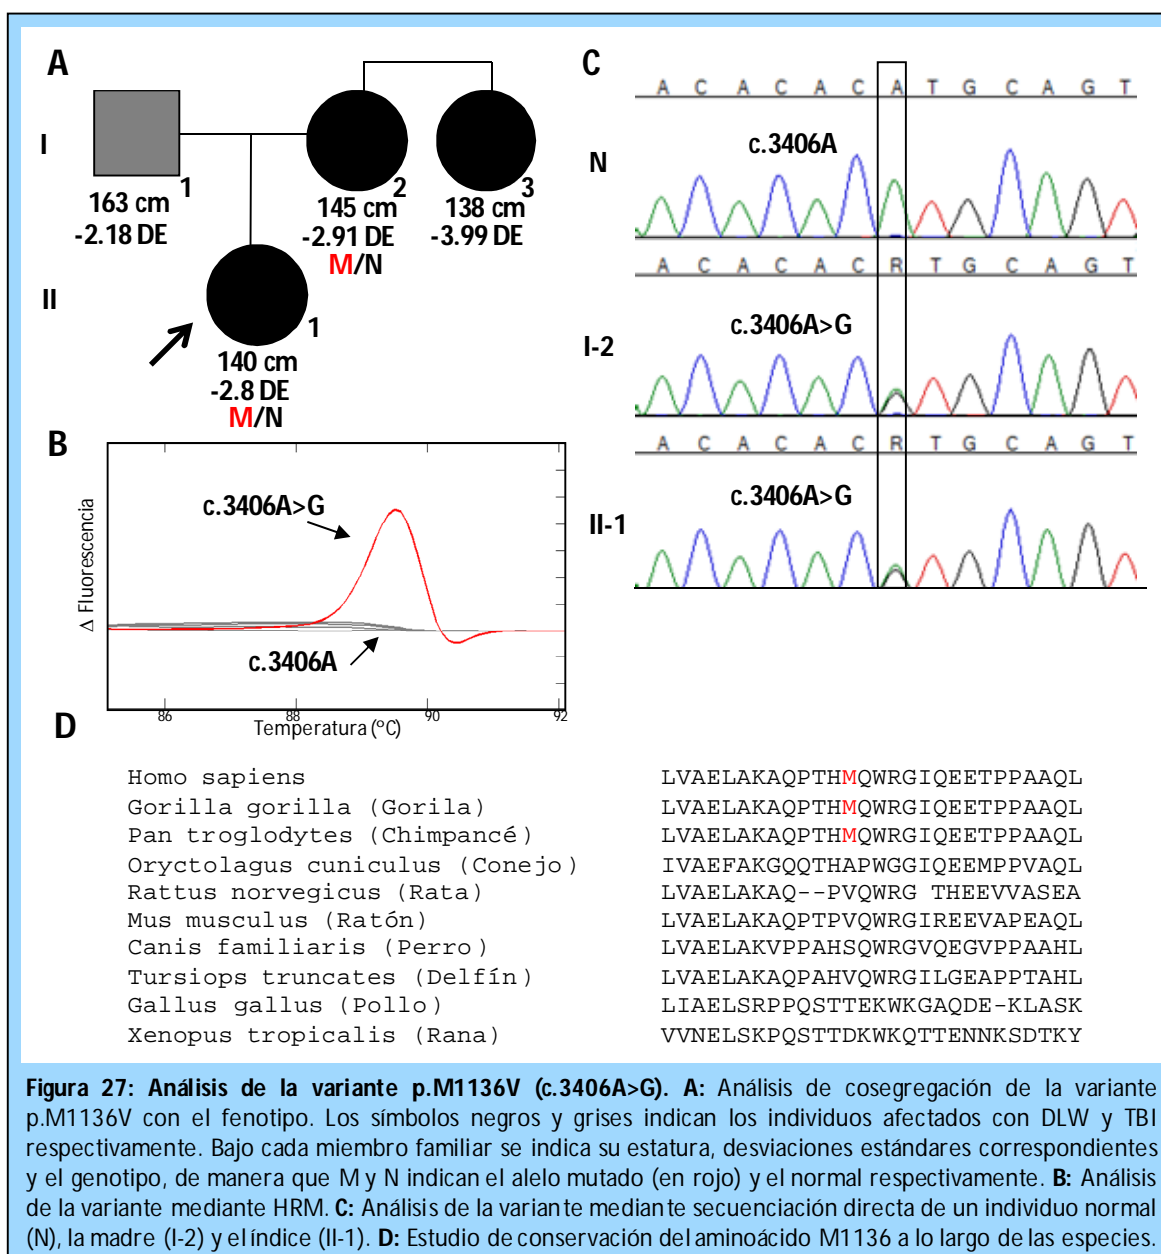 A
I
1
163 cm
-2.18 DE
2
145 cm
-2.91 DE
M/N
3
138 cm
-3.99 DE
II
1
140 cm
-2.8 DE
M/N
B
Δ Fluorescencia
c.3406A>G
c.3406A
86 88 90 92
Temperatura (ºC)
C
A C A C A C A T G C A G T
N
c.3406A
A C A C A C R T G C A G T
I-2
c.3406A>G
A C A C A C R T G C A G T
II-1
c.3406A>G
D
Homo sapiens LVAELAKAQPTHMQWRGIQEETPPAAQL
Gorilla gorilla (Gorila) LVAELAKAQPTHMQWRGIQEETPPAAQL
Pan troglodytes (Chimpancé) LVAELAKAQPTHMQWRGIQEETPPAAQL
Oryctolagus cuniculus (Conejo) IVAEFAKGQQTHAPWGGIQEEMPPVAQL
Rattus norvegicus (Rata) LVAELAKAQ--PVQWRG THEEVVASEA
Mus musculus (Ratón) LVAELAKAQPTPVQWRGIREEVAPEAQL
Canis familiaris (Perro) LVAELAKVPPAHSQWRGVQEGVPPAAHL
Tursiops truncates (Delfín) LVAELAKAQPAHVQWRGILGEAPPTAHL
Gallus gallus (Pollo) LIAELSRPPQSTTEKWKGAQDE-KLASK
Xenopus tropicalis (Rana) VVNELSKPQSTTDKWKQTTENNKSDTKY
Figura 27: Análisis de la variante p.M1136V (c.3406A>G). A: Análisis de cosegregación de la variante
p.M1136V con el fenotipo. Los símbolos negros y grises indican los individuos afectados con DLW y TBI
respectivamente. Bajo cada miembro familiar se indica su estatura, desviaciones estándares correspondientes
y el genotipo, de manera que M y N indican el alelo mutado (en rojo) y el normal respectivamente. B: Análisis
de la variante mediante HRM. C: Análisis de la variante mediante secuenciación directa de un individuo normal
(N), la madre (I-2) y el índice (II-1). D: Estudio de conservación del aminoácido M1136 a lo largo de las especies.